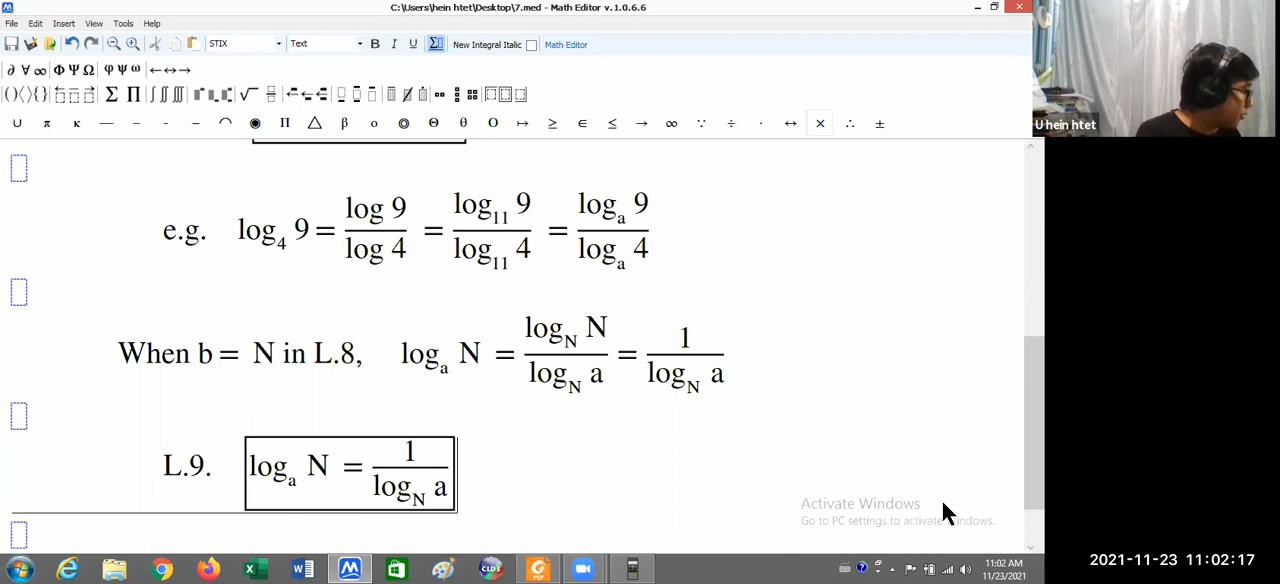 C:\Users\hein htet\Desktop\7.med - Math Editor v.1.0.6.6
File Edit Insert View Tools Help
STIX Text B I U Σ New Integral Italic Math Editor
∂ ∀ ∞ Φ Ψ Ω φ ψ ω ←↔→
() ⟨⟩ {} Σ Π ∫ ∬ ∭
∪ π κ — − - − ⌒ ◉ Π △ β ο ◎ Θ θ Ο ↦ ≥ ∈ ≤ → ∞ ∵ ÷ · ↔ × ∴ ±
U hein htet
e.g. log₄ 9 = log 9 / log 4 = log₁₁ 9 / log₁₁ 4 = logₐ 9 / logₐ 4
When b = N in L.8, logₐ N = log_N N / log_N a = 1 / log_N a
L.9. logₐ N = 1 / log_N a
Activate Windows
Go to PC settings to activate Windows.
11:02 AM
11/23/2021
2021-11-23 11:02:17